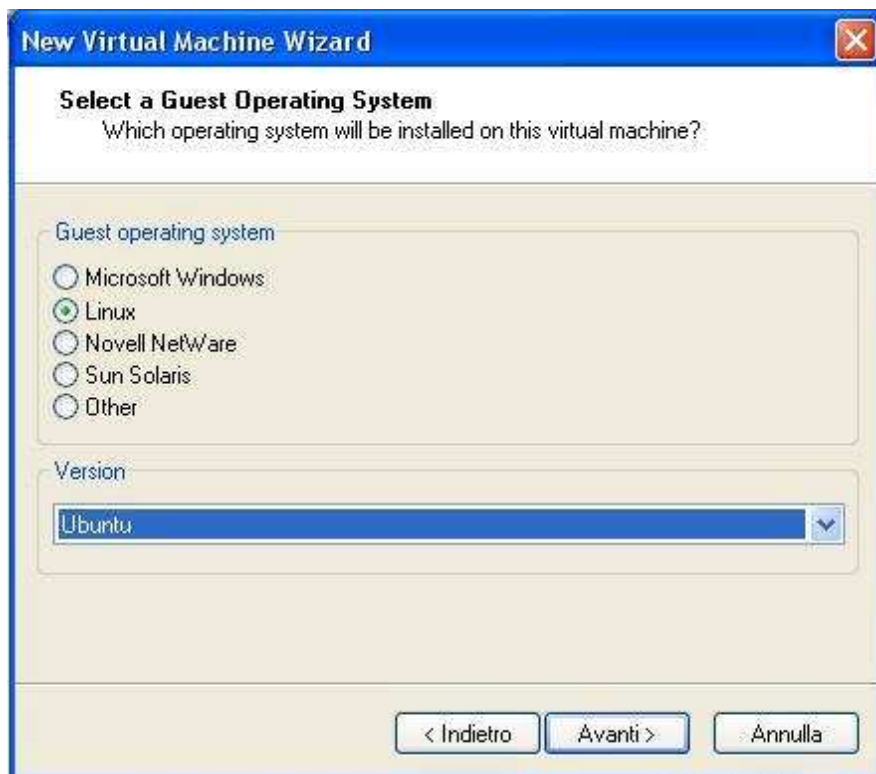 New Virtual Machine Wizard
Select a Guest Operating System
Which operating system will be installed on this virtual machine?
Guest operating system
Microsoft Windows
Linux
Novell NetWare
Sun Solaris
Other
Version
Ubuntu
< Indietro Avanti > Annulla